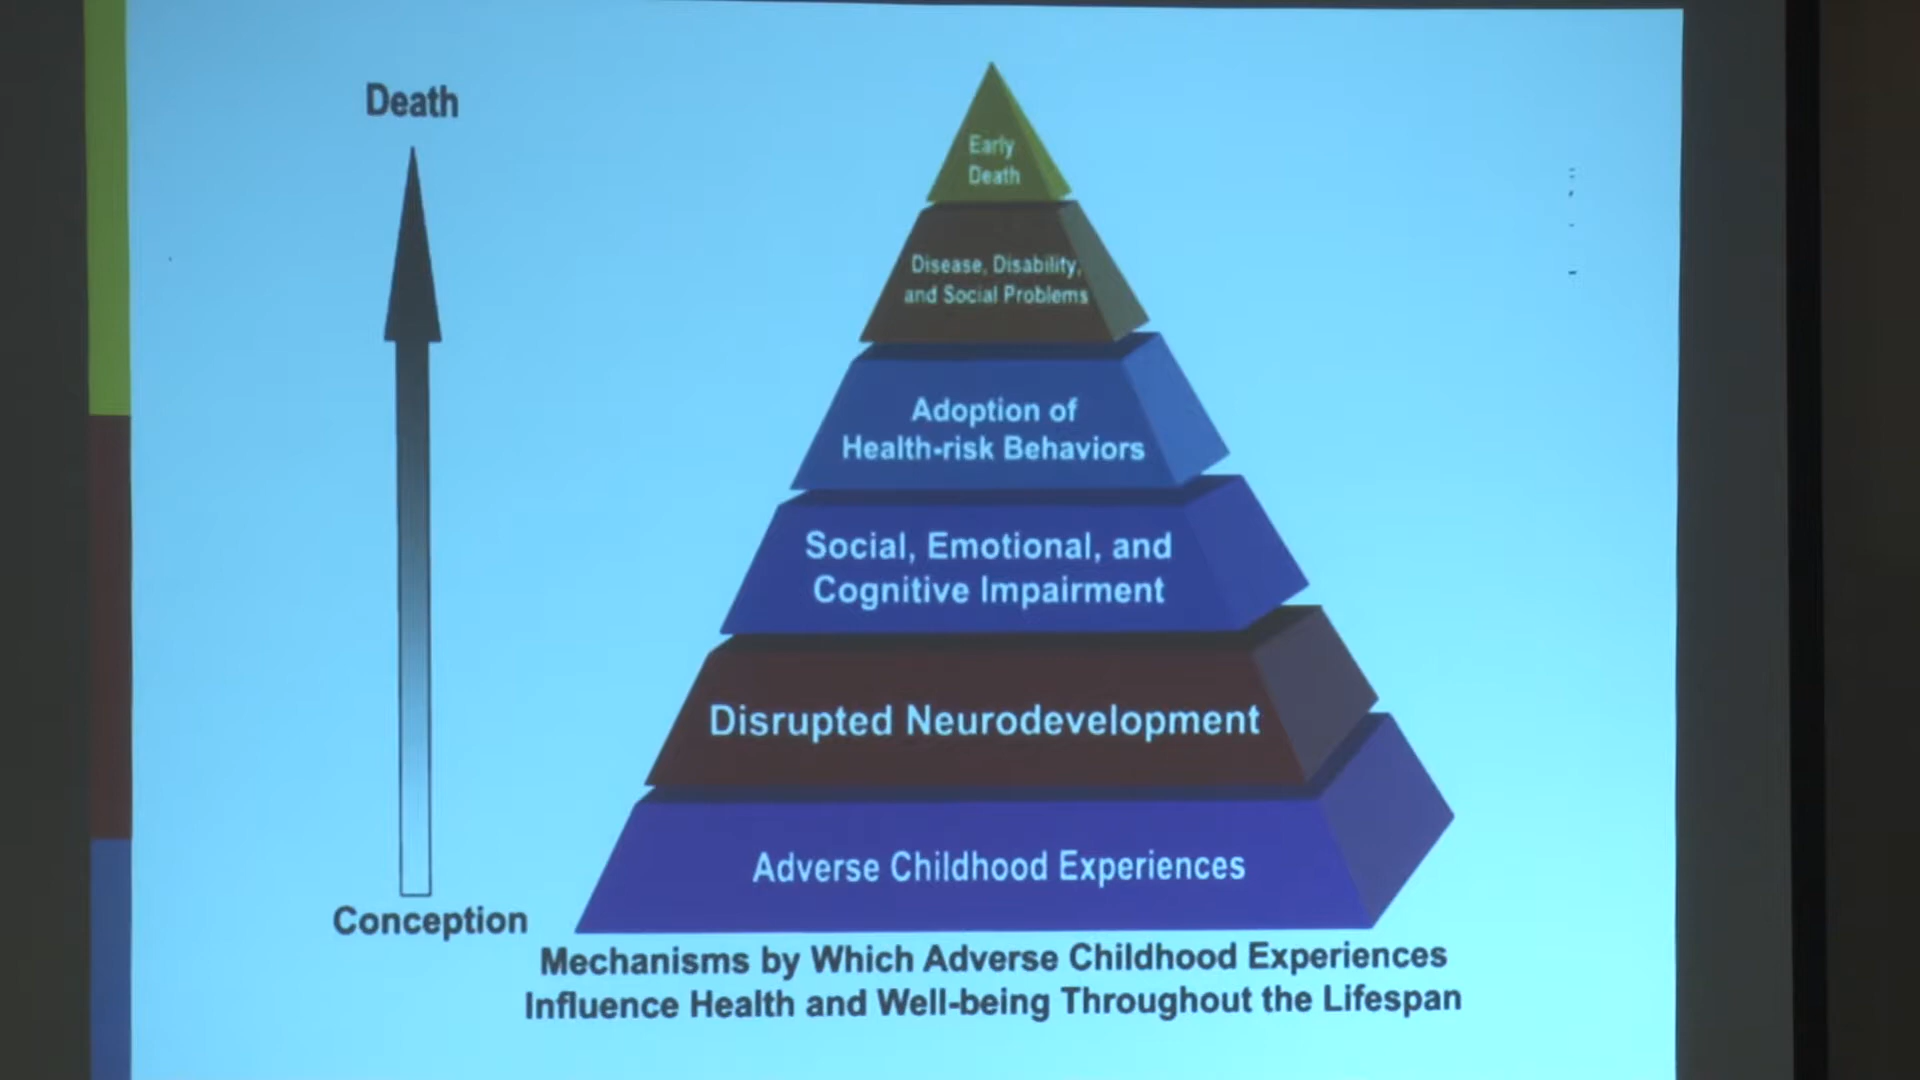 Death
Early
Death
Disease, Disability,
and Social Problems
Adoption of
Health-risk Behaviors
Social, Emotional, and
Cognitive Impairment
Disrupted Neurodevelopment
Adverse Childhood Experiences
Conception
Mechanisms by Which Adverse Childhood Experiences
Influence Health and Well-being Throughout the Lifespan